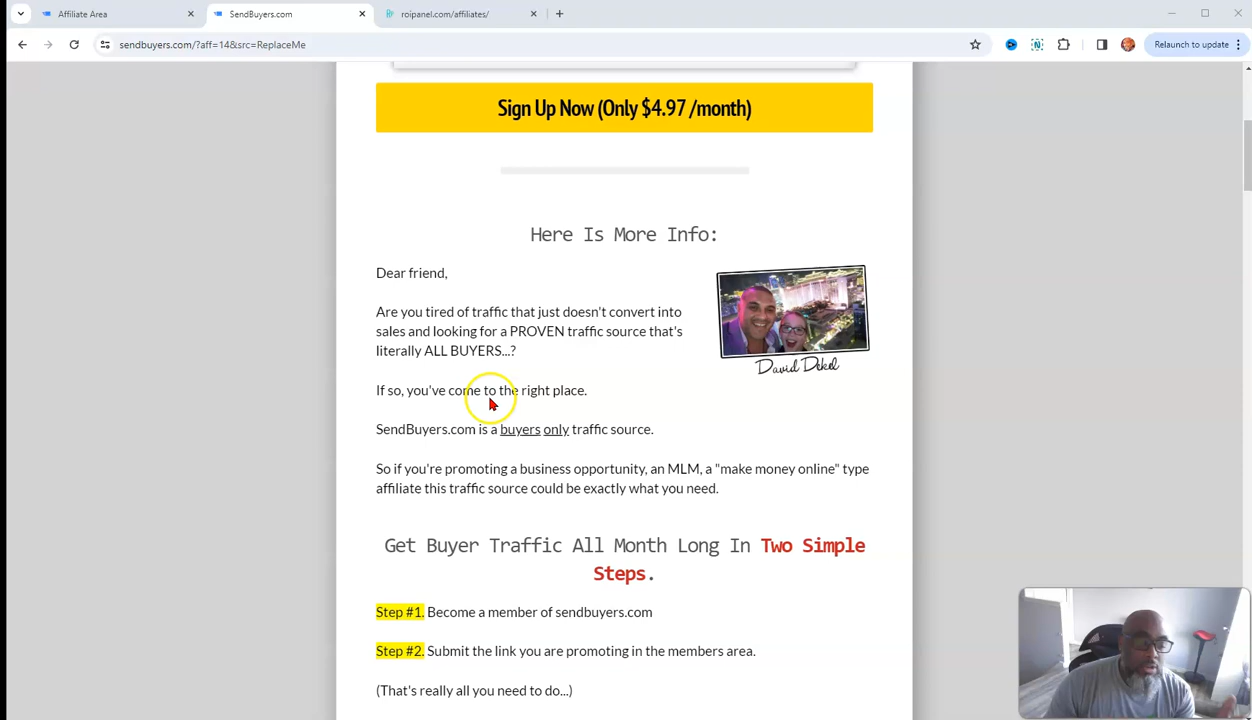 Affiliate Area
SendBuyers.com
roipanel.com/affiliates/
sendbuyers.com/?aff=14&src=ReplaceMe
Relaunch to update
Sign Up Now (Only $4.97 /month)
Here Is More Info:
Dear friend,
Are you tired of traffic that just doesn't convert into
sales and looking for a PROVEN traffic source that's
literally ALL BUYERS...?
David Dekel
If so, you've come to the right place.
SendBuyers.com is a buyers only traffic source.
So if you're promoting a business opportunity, an MLM, a "make money online" type
affiliate this traffic source could be exactly what you need.
Get Buyer Traffic All Month Long In Two Simple
Steps.
Step #1. Become a member of sendbuyers.com
Step #2. Submit the link you are promoting in the members area.
(That's really all you need to do...)